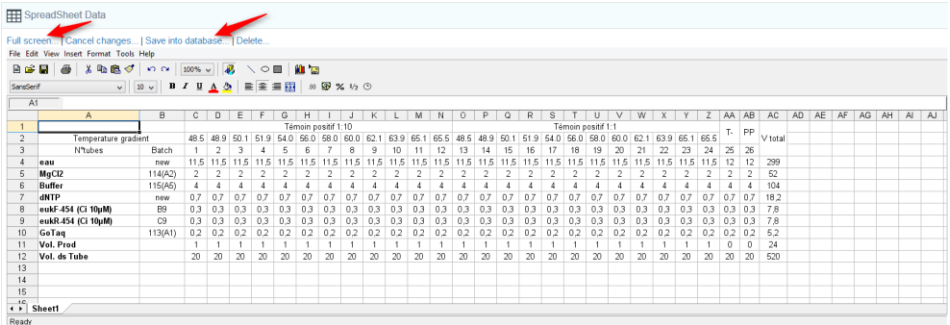 SpreadSheet Data
Full screen... | Cancel changes... | Save into database... | Delete...
File Edit View Insert Format Tools Help
100%
SansSerif 10 B I U A % 1/2
A1
A B C D E F G H I J K L M N O P Q R S T U V W X Y Z AA AB AC AD AE AF AG AH AI AJ
1 Témoin positif 1:10 Témoin positif 1:1 T- PP
2 Temperature gradient 48.5 48.9 50.1 51.9 54.0 56.0 58.0 60.0 62.1 63.9 65.1 65.5 48.5 48.9 50.1 51.9 54.0 56.0 58.0 60.0 62.1 63.9 65.1 65.5 V total
3 N°tubes Batch 1 2 3 4 5 6 7 8 9 10 11 12 13 14 15 16 17 18 19 20 21 22 23 24 25 26
4 eau new 11,5 11,5 11,5 11,5 11,5 11,5 11,5 11,5 11,5 11,5 11,5 11,5 11,5 11,5 11,5 11,5 11,5 11,5 11,5 11,5 11,5 11,5 11,5 11,5 12 12 299
5 MgCl2 114(A2) 2 2 2 2 2 2 2 2 2 2 2 2 2 2 2 2 2 2 2 2 2 2 2 2 2 2 52
6 Buffer 115(A5) 4 4 4 4 4 4 4 4 4 4 4 4 4 4 4 4 4 4 4 4 4 4 4 4 4 4 104
7 dNTP new 0,7 0,7 0,7 0,7 0,7 0,7 0,7 0,7 0,7 0,7 0,7 0,7 0,7 0,7 0,7 0,7 0,7 0,7 0,7 0,7 0,7 0,7 0,7 0,7 0,7 0,7 18,2
8 eukF-454 (Ci 10µM) B9 0,3 0,3 0,3 0,3 0,3 0,3 0,3 0,3 0,3 0,3 0,3 0,3 0,3 0,3 0,3 0,3 0,3 0,3 0,3 0,3 0,3 0,3 0,3 0,3 0,3 0,3 7,8
9 eukR-454 (Ci 10µM) C9 0,3 0,3 0,3 0,3 0,3 0,3 0,3 0,3 0,3 0,3 0,3 0,3 0,3 0,3 0,3 0,3 0,3 0,3 0,3 0,3 0,3 0,3 0,3 0,3 0,3 0,3 7,8
10 GoTaq 113(A1) 0,2 0,2 0,2 0,2 0,2 0,2 0,2 0,2 0,2 0,2 0,2 0,2 0,2 0,2 0,2 0,2 0,2 0,2 0,2 0,2 0,2 0,2 0,2 0,2 0,2 0,2 5,2
11 Vol. Prod 1 1 1 1 1 1 1 1 1 1 1 1 1 1 1 1 1 1 1 1 1 1 1 1 0 0 24
12 Vol. ds Tube 20 20 20 20 20 20 20 20 20 20 20 20 20 20 20 20 20 20 20 20 20 20 20 20 20 20 520
13
14
15
Sheet1
Ready